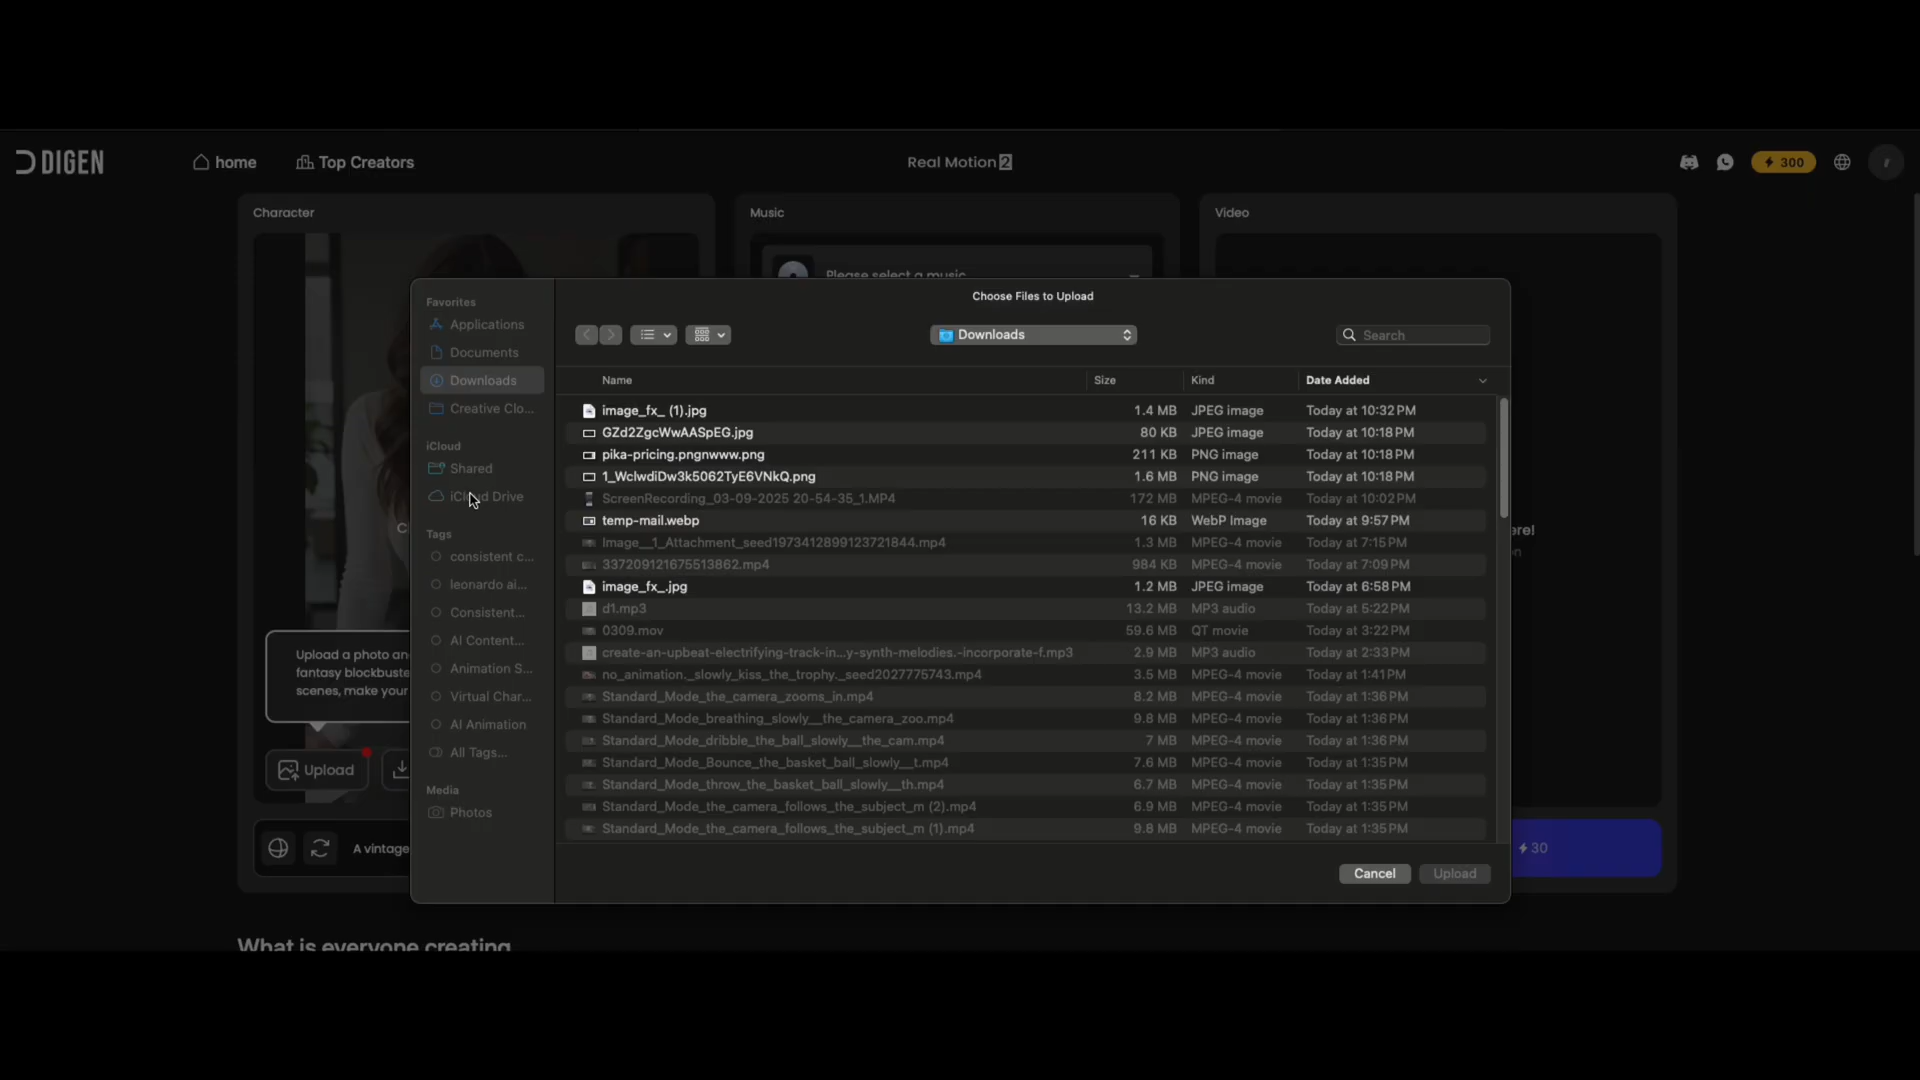 DIGEN
home
Top Creators
Real Motion 2
300
Character
Music
Video
Please select a music
Favorites
Applications
Documents
Downloads
Creative Clo...
iCloud
Shared
iCloud Drive
Tags
consistent c...
leonardo ai...
Consistent...
AI Content...
Animation S...
Virtual Char...
AI Animation
All Tags...
Media
Photos
Choose Files to Upload
Downloads
Search
Name Size Kind Date Added
image_fx_ (1).jpg 1.4 MB JPEG image Today at 10:32 PM
GZd2ZgcWwAASpEG.jpg 80 KB JPEG image Today at 10:18 PM
pika-pricing.pngnwww.png 211 KB PNG image Today at 10:18 PM
1_WclwdiDw3k5062TyE6VNkQ.png 1.6 MB PNG image Today at 10:18 PM
ScreenRecording_03-09-2025 20-54-35_1.MP4 172 MB MPEG-4 movie Today at 10:02 PM
temp-mail.webp 16 KB WebP Image Today at 9:57 PM
Image__1_Attachment_seed1973412899123721844.mp4 1.3 MB MPEG-4 movie Today at 7:15 PM
337209121675513862.mp4 984 KB MPEG-4 movie Today at 7:09 PM
image_fx_.jpg 1.2 MB JPEG image Today at 6:58 PM
d1.mp3 13.2 MB MP3 audio Today at 5:22 PM
0309.mov 59.6 MB QT movie Today at 3:22 PM
create-an-upbeat-electrifying-track-in...y-synth-melodies.-incorporate-f.mp3 2.9 MB MP3 audio Today at 2:33 PM
no_animation._slowly_kiss_the_trophy._seed2027775743.mp4 3.5 MB MPEG-4 movie Today at 1:41 PM
Standard_Mode_the_camera_zooms_in.mp4 8.2 MB MPEG-4 movie Today at 1:36 PM
Standard_Mode_breathing_slowly__the_camera_zoo.mp4 9.8 MB MPEG-4 movie Today at 1:36 PM
Standard_Mode_dribble_the_ball_slowly__the_cam.mp4 7 MB MPEG-4 movie Today at 1:36 PM
Standard_Mode_Bounce_the_basket_ball_slowly__t.mp4 7.6 MB MPEG-4 movie Today at 1:35 PM
Standard_Mode_throw_the_basket_ball_slowly__th.mp4 6.7 MB MPEG-4 movie Today at 1:35 PM
Standard_Mode_the_camera_follows_the_subject_m (2).mp4 6.9 MB MPEG-4 movie Today at 1:35 PM
Standard_Mode_the_camera_follows_the_subject_m (1).mp4 9.8 MB MPEG-4 movie Today at 1:35 PM
Cancel
Upload
Upload a photo an
fantasy blockbuste
scenes, make your
Upload
A vintage
ere!
30
What is everyone creating